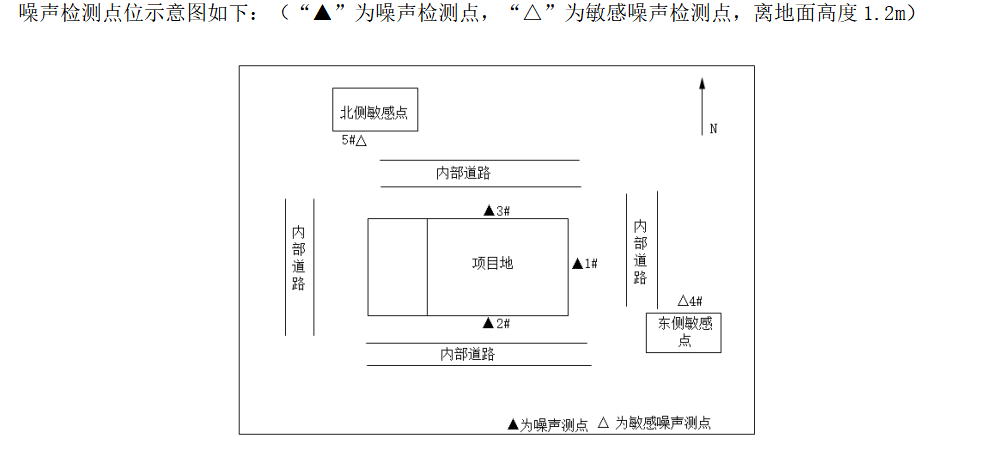 噪声检测点位示意图如下：（“▲”为噪声检测点，“△”为敏感噪声检测点，离地面高度 1.2m）
北侧敏感点
N
5#△
内部道路
▲3#
内部道路
内部道路
项目地
▲1#
△4#
▲2#
东侧敏感
点
内部道路
▲为噪声测点 △ 为敏感噪声测点